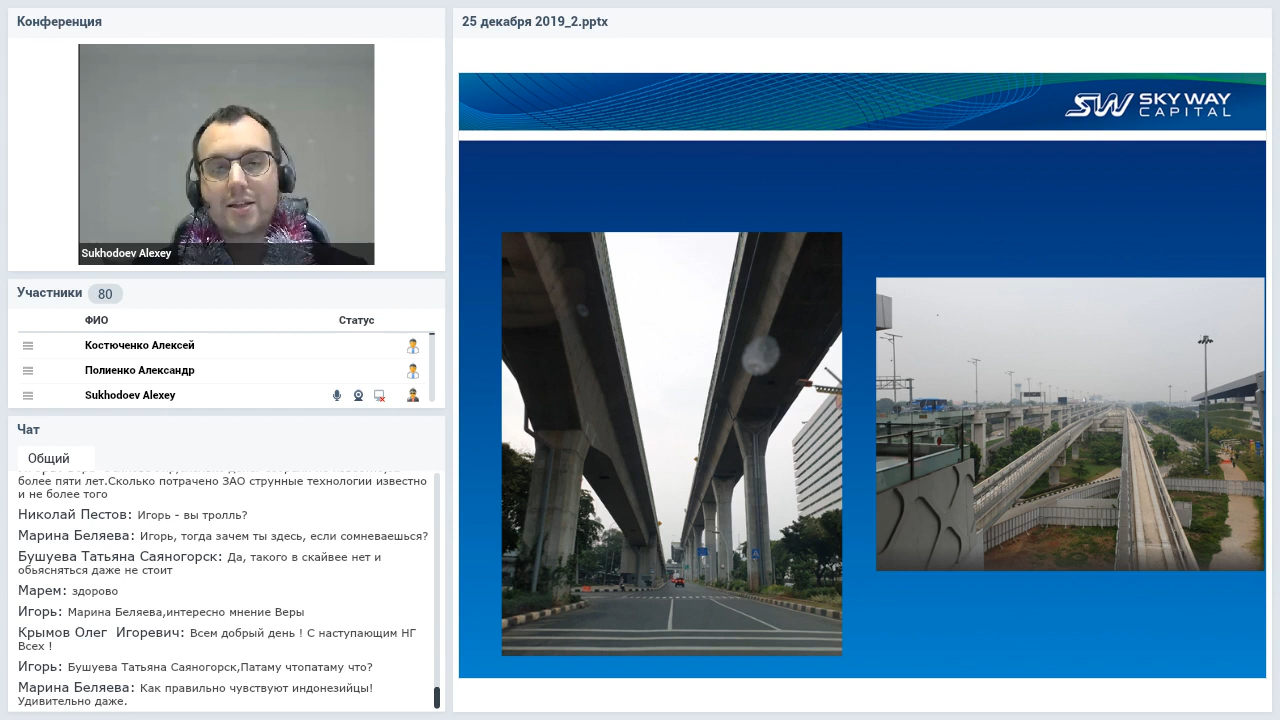 Конференция
Sukhodoev Alexey
Участники 80
ФИО Статус
Костюченко Алексей
Полиенко Александр
Sukhodoev Alexey
Чат
Общий
более пяти лет.Сколько потрачено ЗАО струнные технологии известно
и не более того
Николай Пестов: Игорь - вы тролль?
Марина Беляева: Игорь, тогда зачем ты здесь, если сомневаешься?
Бушуева Татьяна Саяногорск: Да, такого в скайвее нет и
обьясняться даже не стоит
Марем: здорово
Игорь: Марина Беляева,интересно мнение Веры
Крымов Олег  Игоревич: Всем добрый день ! С наступающим НГ
Всех !
Игорь: Бушуева Татьяна Саяногорск,Патаму чтопатаму что?
Марина Беляева: Как правильно чувствуют индонезийцы!
Удивительно даже.
25 декабря 2019_2.pptx
SW SKY WAY
CAPITAL